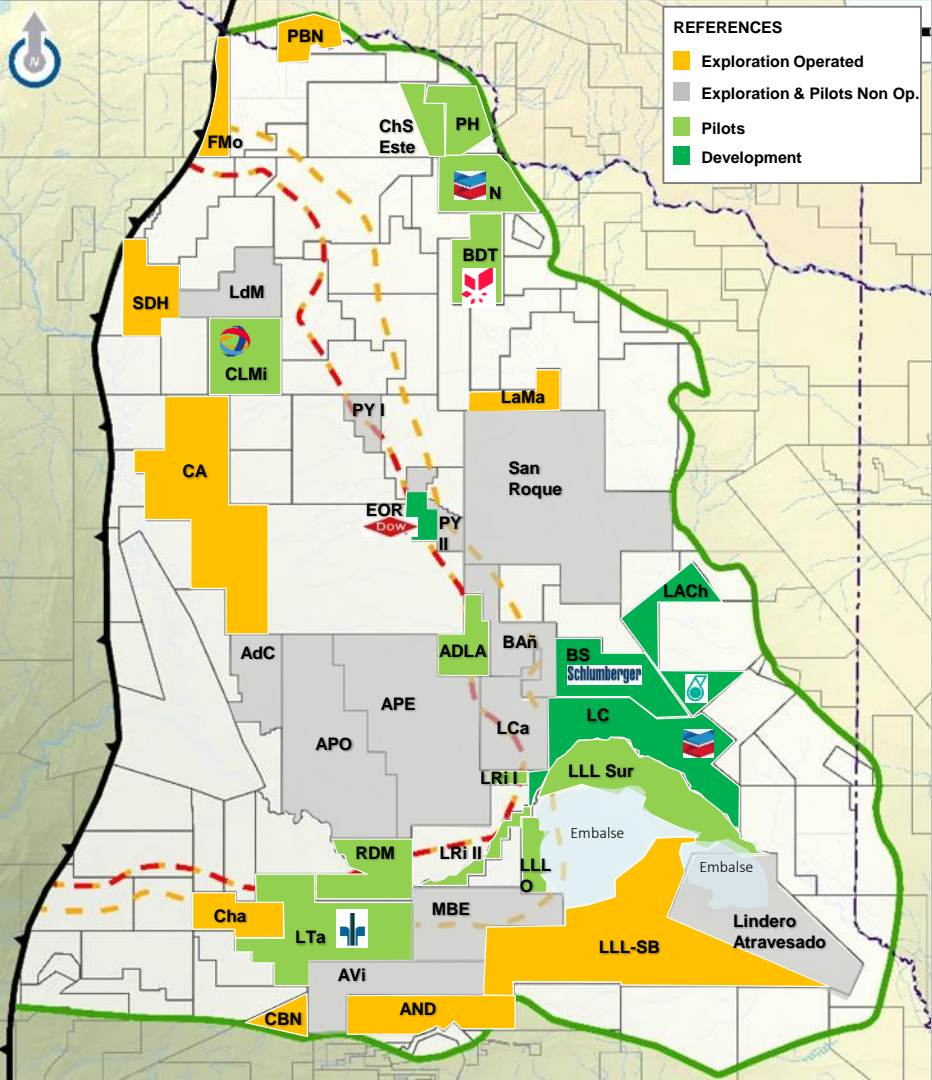 REFERENCES
Exploration Operated
Exploration & Pilots Non Op.
Pilots
Development
N
PBN
FMo
ChS
Este
PH
N
BDT
SDH
LdM
CLMi
LaMa
PY I
CA
San
Roque
EOR
Dow
PY
II
LACh
AdC
ADLA
BAñ
BS
Schlumberger
APE
APO
LCa
LC
LRi I
LLL Sur
Embalse
RDM
LRi II
LLL
O
Embalse
Cha
LTa
MBE
Lindero
Atravesado
LLL-SB
AVi
CBN
AND